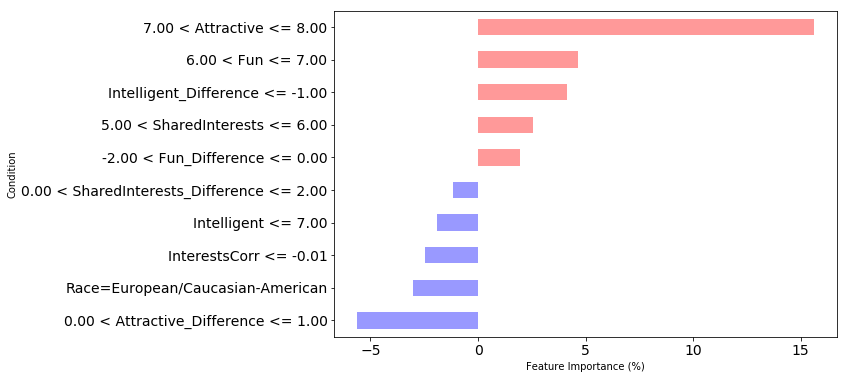 7.00 < Attractive <= 8.00
6.00 < Fun <= 7.00
Intelligent_Difference <= -1.00
5.00 < SharedInterests <= 6.00
-2.00 < Fun_Difference <= 0.00
0.00 < SharedInterests_Difference <= 2.00
Intelligent <= 7.00
InterestsCorr <= -0.01
Race=European/Caucasian-American
0.00 < Attractive_Difference <= 1.00
Condition
−5 0 5 10 15
Feature Importance (%)